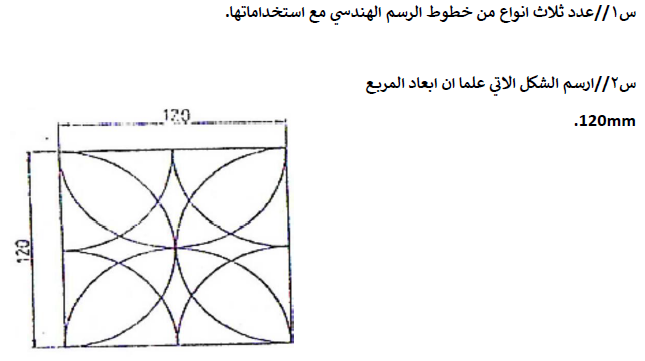 س١//عدد ثلاث انواع من خطوط الرسم الهندسي مع استخداماتها.
س٢//ارسم الشكل الاتي علما ان ابعاد المربع
120mm.
120
120